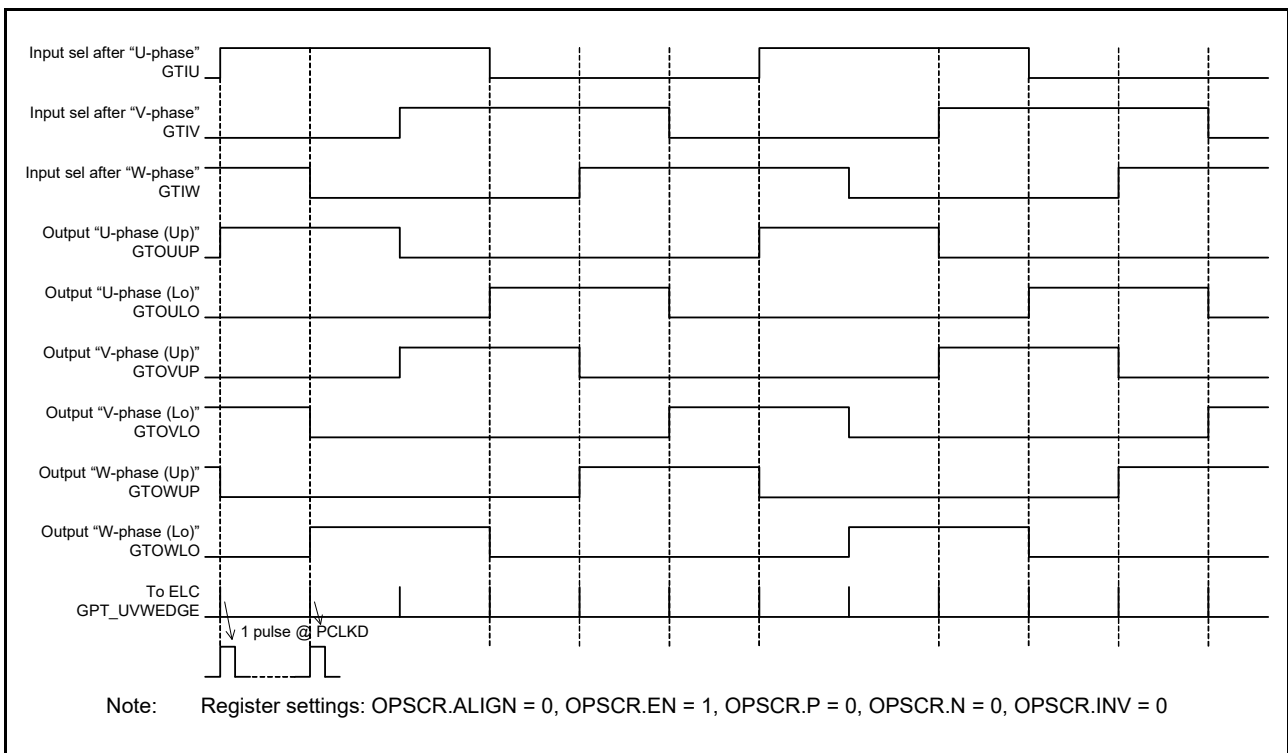 Input sel after “U-phase”
GTIU
Input sel after “V-phase”
GTIV
Input sel after “W-phase”
GTIW
Output “U-phase (Up)”
GTOUUP
Output “U-phase (Lo)”
GTOULO
Output “V-phase (Up)”
GTOVUP
Output “V-phase (Lo)”
GTOVLO
Output “W-phase (Up)”
GTOWUP
Output “W-phase (Lo)”
GTOWLO
To ELC
GPT_UVWEDGE
1 pulse @ PCLKD
Note: Register settings: OPSCR.ALIGN = 0, OPSCR.EN = 1, OPSCR.P = 0, OPSCR.N = 0, OPSCR.INV = 0